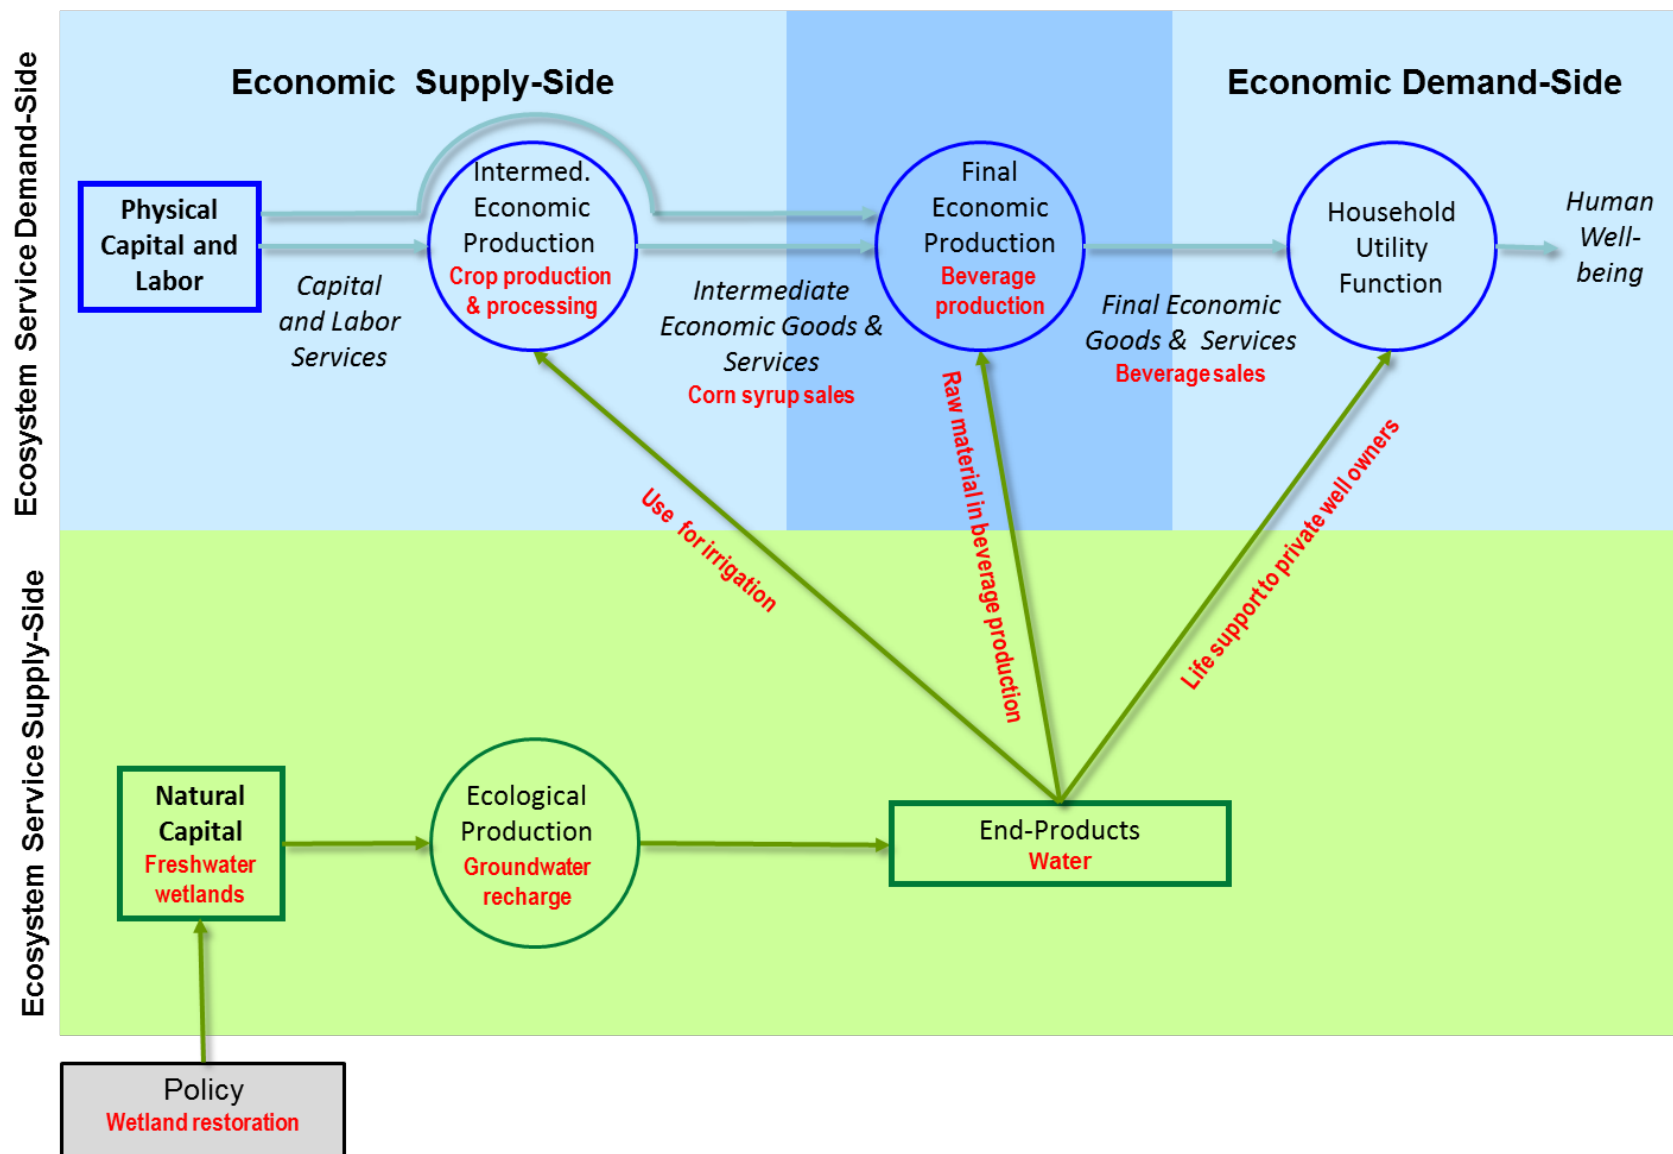 Economic Supply-Side
Economic Demand-Side
Ecosystem Service Demand-Side
Physical
Capital and
Labor
Capital
and Labor
Services
Intermed.
Economic
Production
Crop production
& processing
Intermediate
Economic Goods &
Services
Corn syrup sales
Final
Economic
Production
Beverage
production
Final Economic
Goods & Services
Beverage sales
Household
Utility
Function
Human
Well-
being
Use for irrigation
Raw material in beverage production
Life support to private well owners
Ecosystem Service Supply-Side
Natural
Capital
Freshwater
wetlands
Ecological
Production
Groundwater
recharge
End-Products
Water
Policy
Wetland restoration